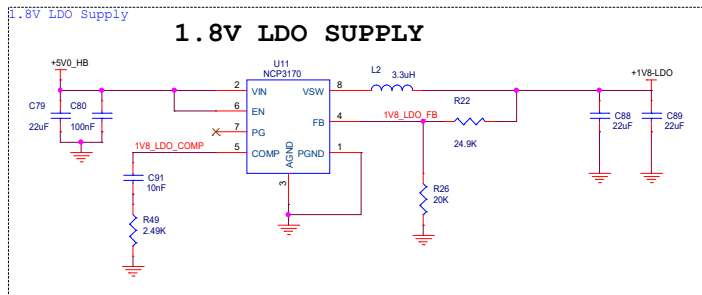 1.8V LDO Supply
1.8V LDO SUPPLY
+5V0_HB
U11
NCP3170
L2
3.3uH
+1V8-LDO
2
VIN
VSW
8
C79
22uF
C80
100nF
6
EN
R22
24.9K
C88
22uF
C89
22uF
FB
4
1V8_LDO_FB
7
PG
1V8_LDO_COMP
5
COMP
AGND
PGND
1
C91
10nF
3
R26
20K
R49
2.49K